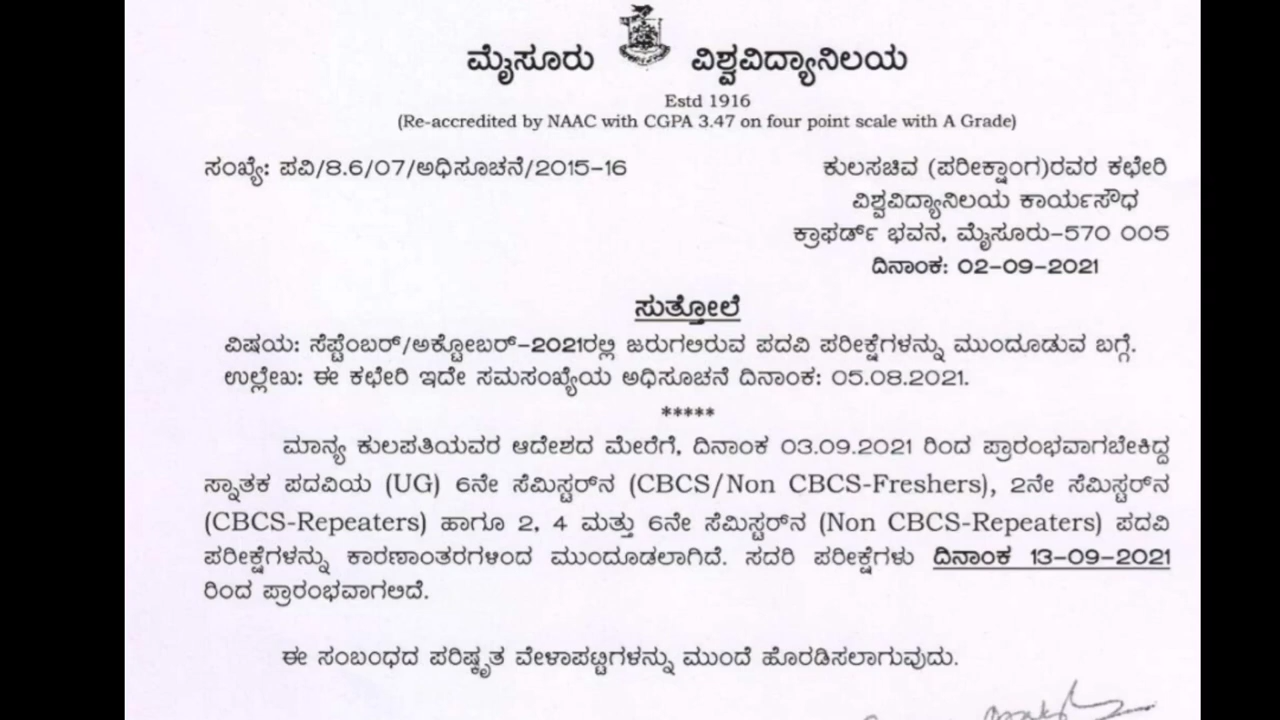 ಮೈಸೂರು ವಿಶ್ವವಿದ್ಯಾನಿಲಯ
Estd 1916
(Re-accredited by NAAC with CGPA 3.47 on four point scale with A Grade)
ಸಂಖ್ಯೆ: ಪವಿ/8.6/07/ಅಧಿಸೂಚನೆ/2015-16
ಕುಲಸಚಿವ (ಪರೀಕ್ಷಾಂಗ)ರವರ ಕಛೇರಿ
ವಿಶ್ವವಿದ್ಯಾನಿಲಯ ಕಾರ್ಯಸೌಧ
ಕ್ರಾಫರ್ಡ್ ಭವನ, ಮೈಸೂರು-570 005
ದಿನಾಂಕ: 02-09-2021
ಸುತ್ತೋಲೆ
ವಿಷಯ: ಸೆಪ್ಟೆಂಬರ್/ಅಕ್ಟೋಬರ್-2021ರಲ್ಲಿ ಜರುಗಲಿರುವ ಪದವಿ ಪರೀಕ್ಷೆಗಳನ್ನು ಮುಂದೂಡುವ ಬಗ್ಗೆ.
ಉಲ್ಲೇಖ: ಈ ಕಛೇರಿ ಇದೇ ಸಮಸಂಖ್ಯೆಯ ಅಧಿಸೂಚನೆ ದಿನಾಂಕ: 05.08.2021.
*****
ಮಾನ್ಯ ಕುಲಪತಿಯವರ ಆದೇಶದ ಮೇರೆಗೆ, ದಿನಾಂಕ 03.09.2021 ರಿಂದ ಪ್ರಾರಂಭವಾಗಬೇಕಿದ್ದ
ಸ್ನಾತಕ ಪದವಿಯ (UG) 6ನೇ ಸೆಮಿಸ್ಟರ್‌ನ (CBCS/Non CBCS-Freshers), 2ನೇ ಸೆಮಿಸ್ಟರ್‌ನ
(CBCS-Repeaters) ಹಾಗೂ 2, 4 ಮತ್ತು 6ನೇ ಸೆಮಿಸ್ಟರ್‌ನ (Non CBCS-Repeaters) ಪದವಿ
ಪರೀಕ್ಷೆಗಳನ್ನು ಕಾರಣಾಂತರಗಳಿಂದ ಮುಂದೂಡಲಾಗಿದೆ. ಸದರಿ ಪರೀಕ್ಷೆಗಳು ದಿನಾಂಕ 13-09-2021
ರಿಂದ ಪ್ರಾರಂಭವಾಗಲಿದೆ.
ಈ ಸಂಬಂಧದ ಪರಿಷ್ಕೃತ ವೇಳಾಪಟ್ಟಿಗಳನ್ನು ಮುಂದೆ ಹೊರಡಿಸಲಾಗುವುದು.